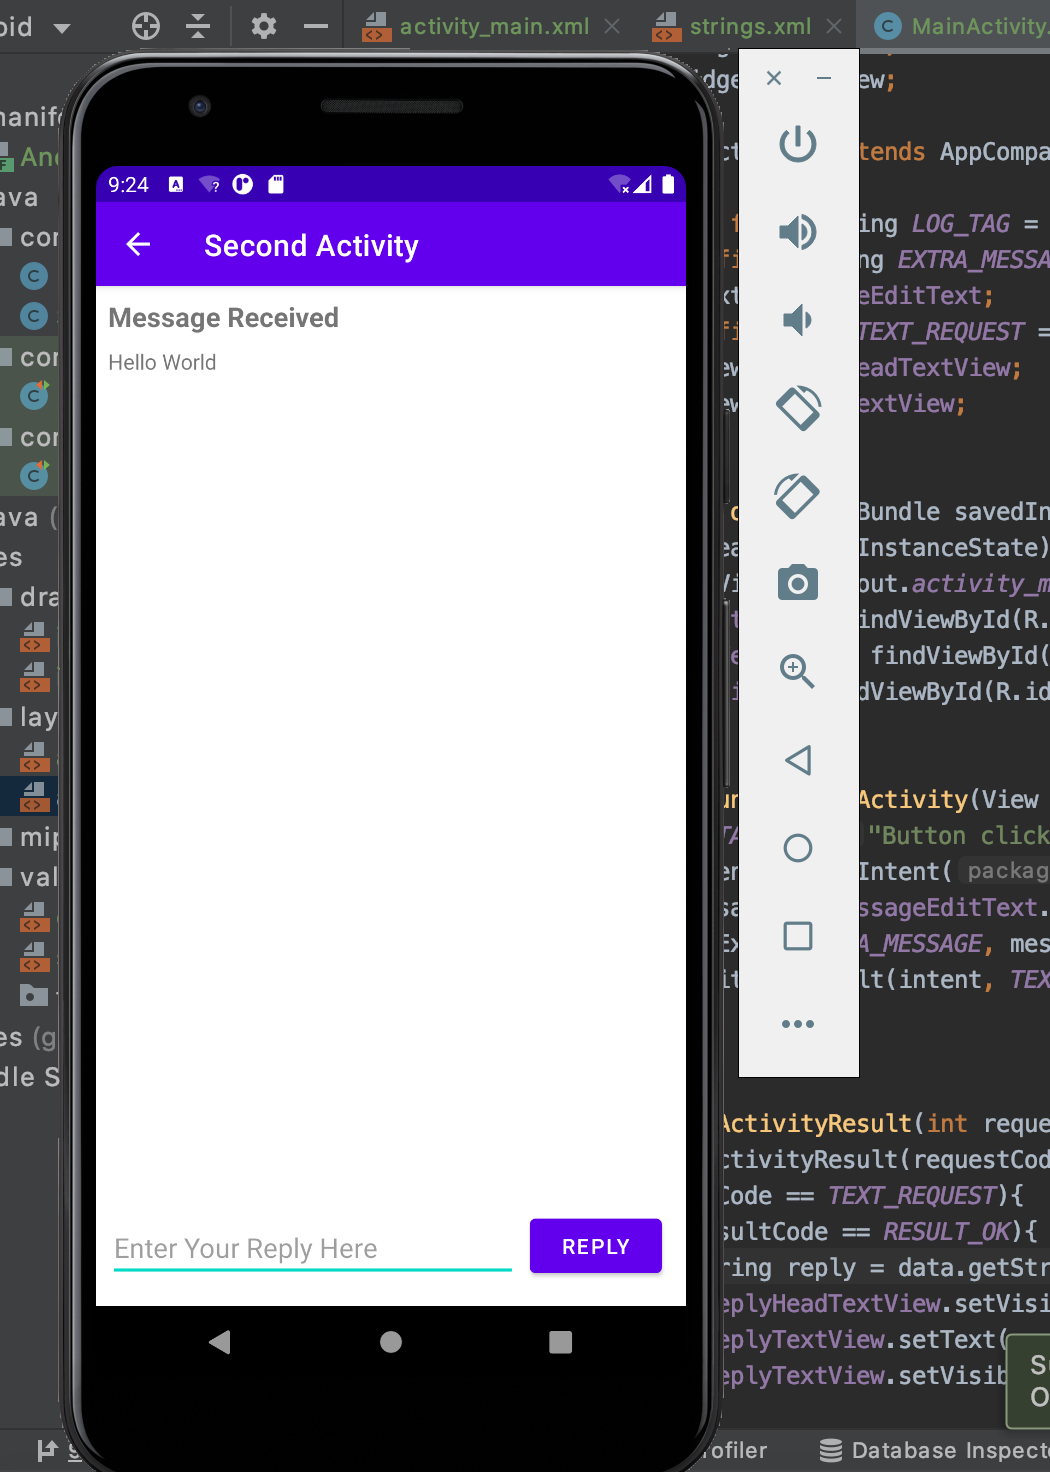 activity_main.xml
strings.xml
MainActivity.
ew;
tends AppCompa
ing LOG_TAG =
ng EXTRA_MESSA
eEditText;
TEXT_REQUEST =
eadTextView;
extView;
Bundle savedIn
InstanceState)
out.activity_m
indViewById(R.
findViewById(
dViewById(R.id
Activity(View
"Button click
Intent( packag
ssageEditText.
A_MESSAGE, mes
lt(intent, TEX
ActivityResult(int reque
ctivityResult(requestCod
Code == TEXT_REQUEST){
sultCode == RESULT_OK){
ring reply = data.getStr
eplyHeadTextView.setVisi
eplyTextView.setText(
eplyTextView.setVisib
oid
manif
An
ava
cor
C
C
cor
C
cor
C
ava (
es
dra
lay
mip
val
es (g
dle S
9:24
Second Activity
Message Received
Hello World
Enter Your Reply Here
REPLY
ofiler
Database Inspecto